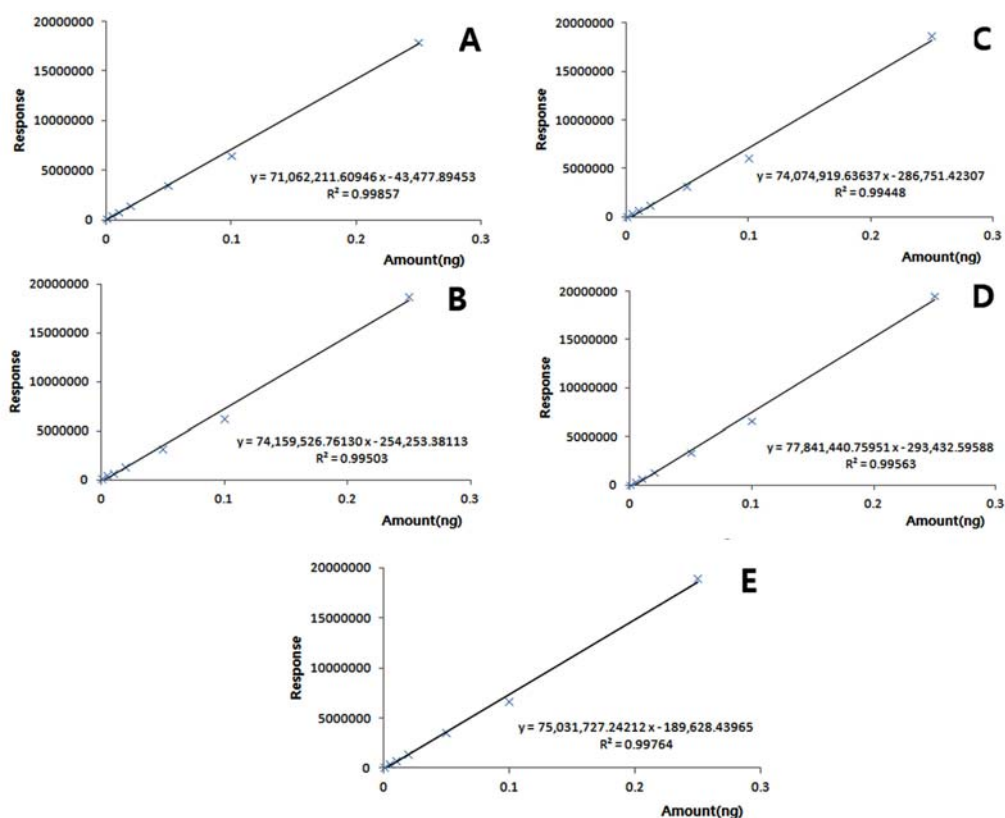 A
Response
20000000
15000000
10000000
5000000
0
y = 71,062,211.60946 x - 43,477.89453
R² = 0.99857
0
0.1
0.2
0.3
Amount(ng)
C
Response
20000000
15000000
10000000
5000000
0
y = 74,074,919.63637 x - 286,751.42307
R² = 0.99448
0
0.1
0.2
0.3
Amount(ng)
B
Response
20000000
15000000
10000000
5000000
0
y = 74,159,526.76130 x - 254,253.38113
R² = 0.99503
0
0.1
0.2
0.3
Amount(ng)
D
Response
20000000
15000000
10000000
5000000
0
y = 77,841,440.75951 x - 293,432.59588
R² = 0.99563
0
0.1
0.2
0.3
Amount(ng)
E
Response
20000000
15000000
10000000
5000000
0
y = 75,031,727.24212 x - 189,628.43965
R² = 0.99764
0
0.1
0.2
0.3
Amount(ng)